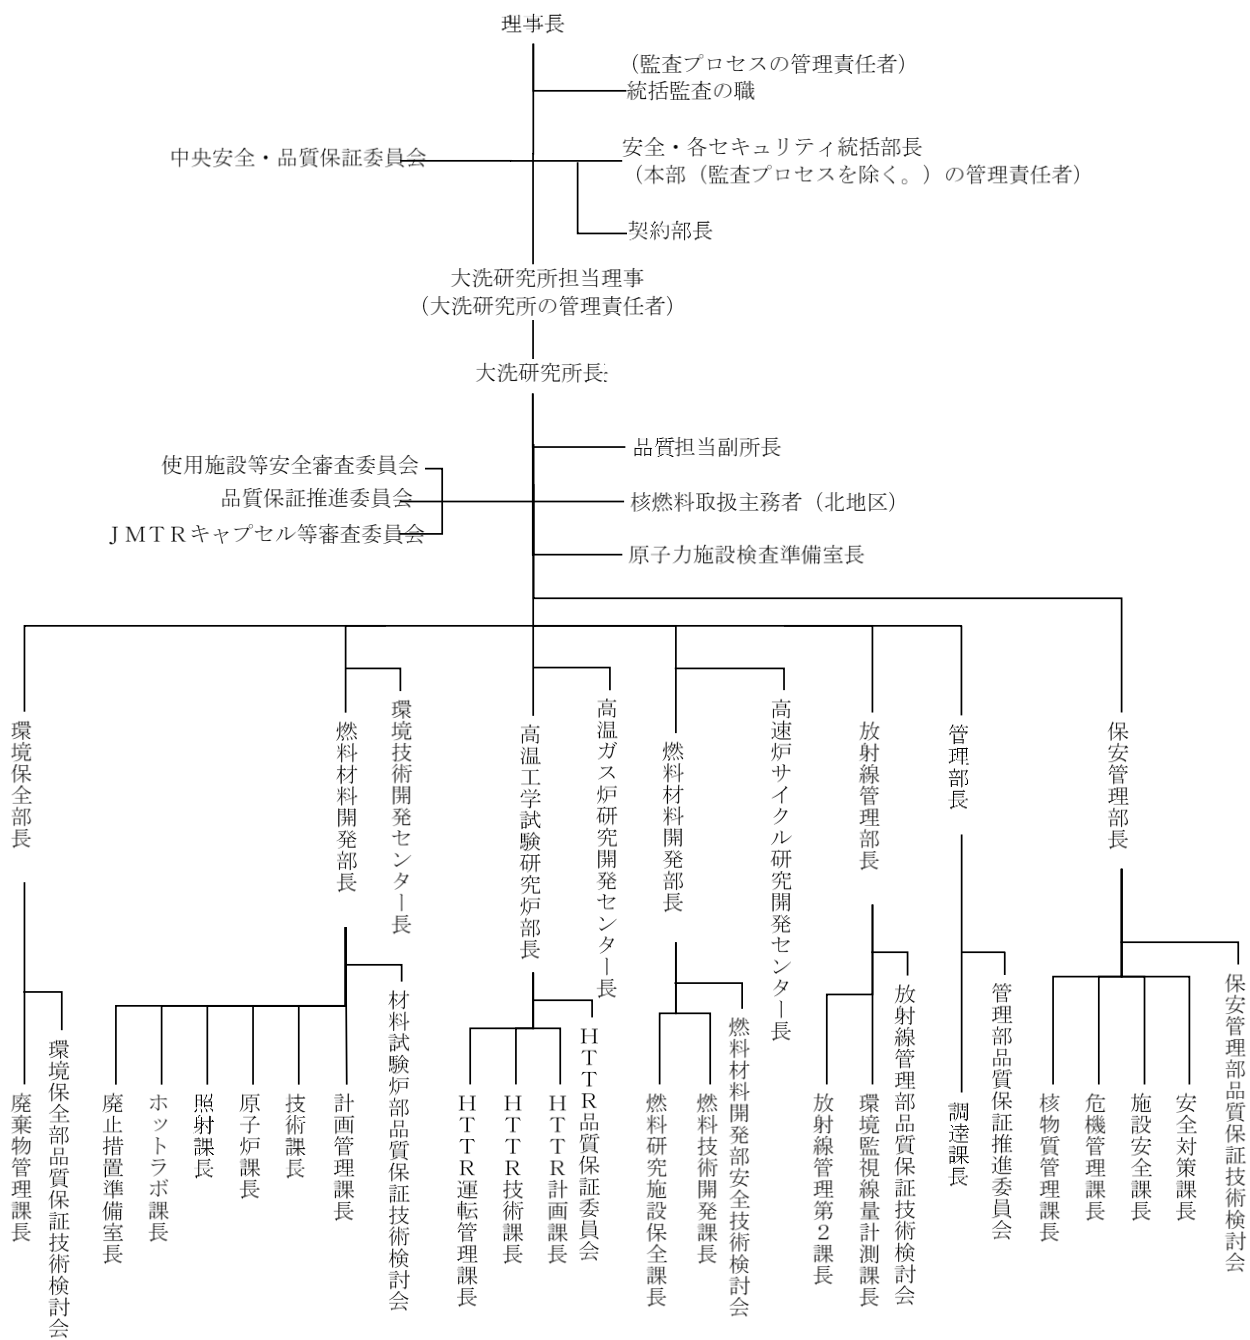 理事長
（監査プロセスの管理責任者）
統括監査の職
中央安全・品質保証委員会
安全・各セキュリティ統括部長
（本部（監査プロセスを除く。）の管理責任者）
契約部長
大洗研究所担当理事
（大洗研究所の管理責任者）
大洗研究所長
品質担当副所長
使用施設等安全審査委員会
品質保証推進委員会
核燃料取扱主務者（北地区）
ＪＭＴＲキャプセル等審査委員会
原子力施設検査準備室長
環境保全部長
燃料材料開発部長
環境技術開発センター長
高温工学試験研究炉部長
高温ガス炉研究開発センター長
燃料材料開発部長
高速炉サイクル研究開発センター長
放射線管理部長
管理部長
保安管理部長
廃棄物管理課長
環境保全部品質保証技術検討会
廃止措置準備室長
ホットラボ課長
照射課長
原子炉課長
技術課長
計画管理課長
材料試験炉部品質保証技術検討会
ＨＴＴＲ運転管理課長
ＨＴＴＲ技術課長
ＨＴＴＲ計画課長
ＨＴＴＲ品質保証委員会
燃料研究施設保全課長
燃料技術開発課長
燃料材料開発部安全技術検討会
放射線管理第２課長
環境監視線量計測課長
放射線管理部品質保証技術検討会
調達課長
管理部品質保証推進委員会
核物質管理課長
危機管理課長
施設安全課長
安全対策課長
保安管理部品質保証技術検討会